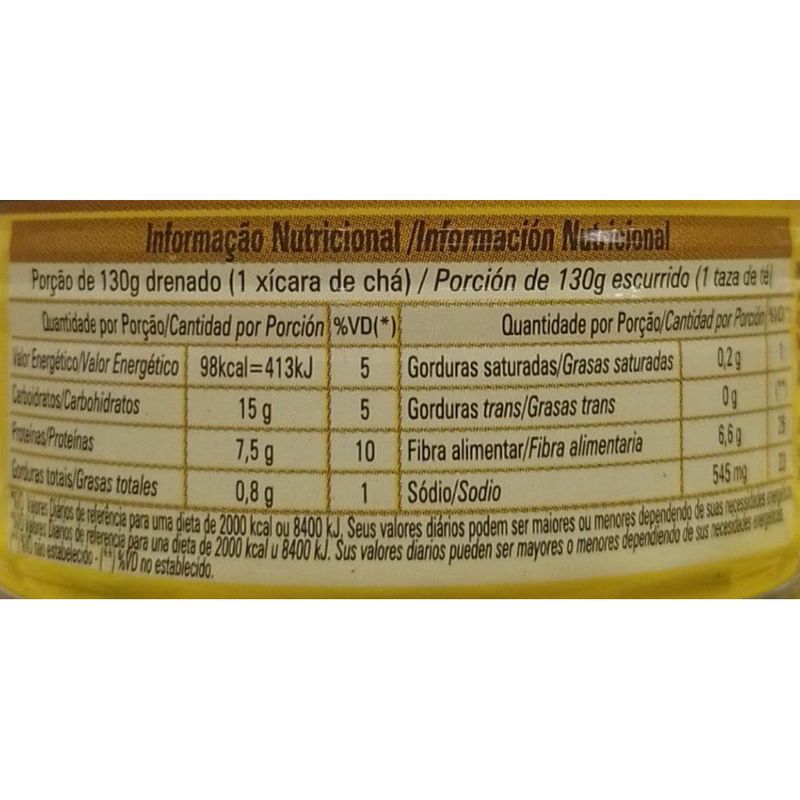 Informação Nutricional /Información Nutricional
Porção de 130g drenado (1 xícara de chá) / Porción de 130g escurrido (1 taza de té)
Quantidade por Porção/Cantidad por Porción %VD(*) Quantidade por Porção/Cantidad por Porción %VD(*)
Valor Energético/Valor Energético 98kcal=413kJ 5 Gorduras saturadas/Grasas saturadas 0,2 g 1
Carboidratos/Carbohidratos 15 g 5 Gorduras trans/Grasas trans 0 g (**)
Proteínas/Proteínas 7,5 g 10 Fibra alimentar/Fibra alimentaria 6,6 g 26
Gorduras totais/Grasas totales 0,8 g 1 Sódio/Sodio 545 mg 23
Valores Diários de referência para uma dieta de 2000 kcal ou 8400 kJ. Seus valores diários podem ser maiores ou menores dependendo de suas necessidades energéticas.
Valores Diarios de referencia para una dieta de 2000 kcal u 8400 kJ. Sus valores diarios pueden ser mayores o menores dependiendo de sus necesidades energéticas.
%VD não estabelecido - (**) %VD no establecido.